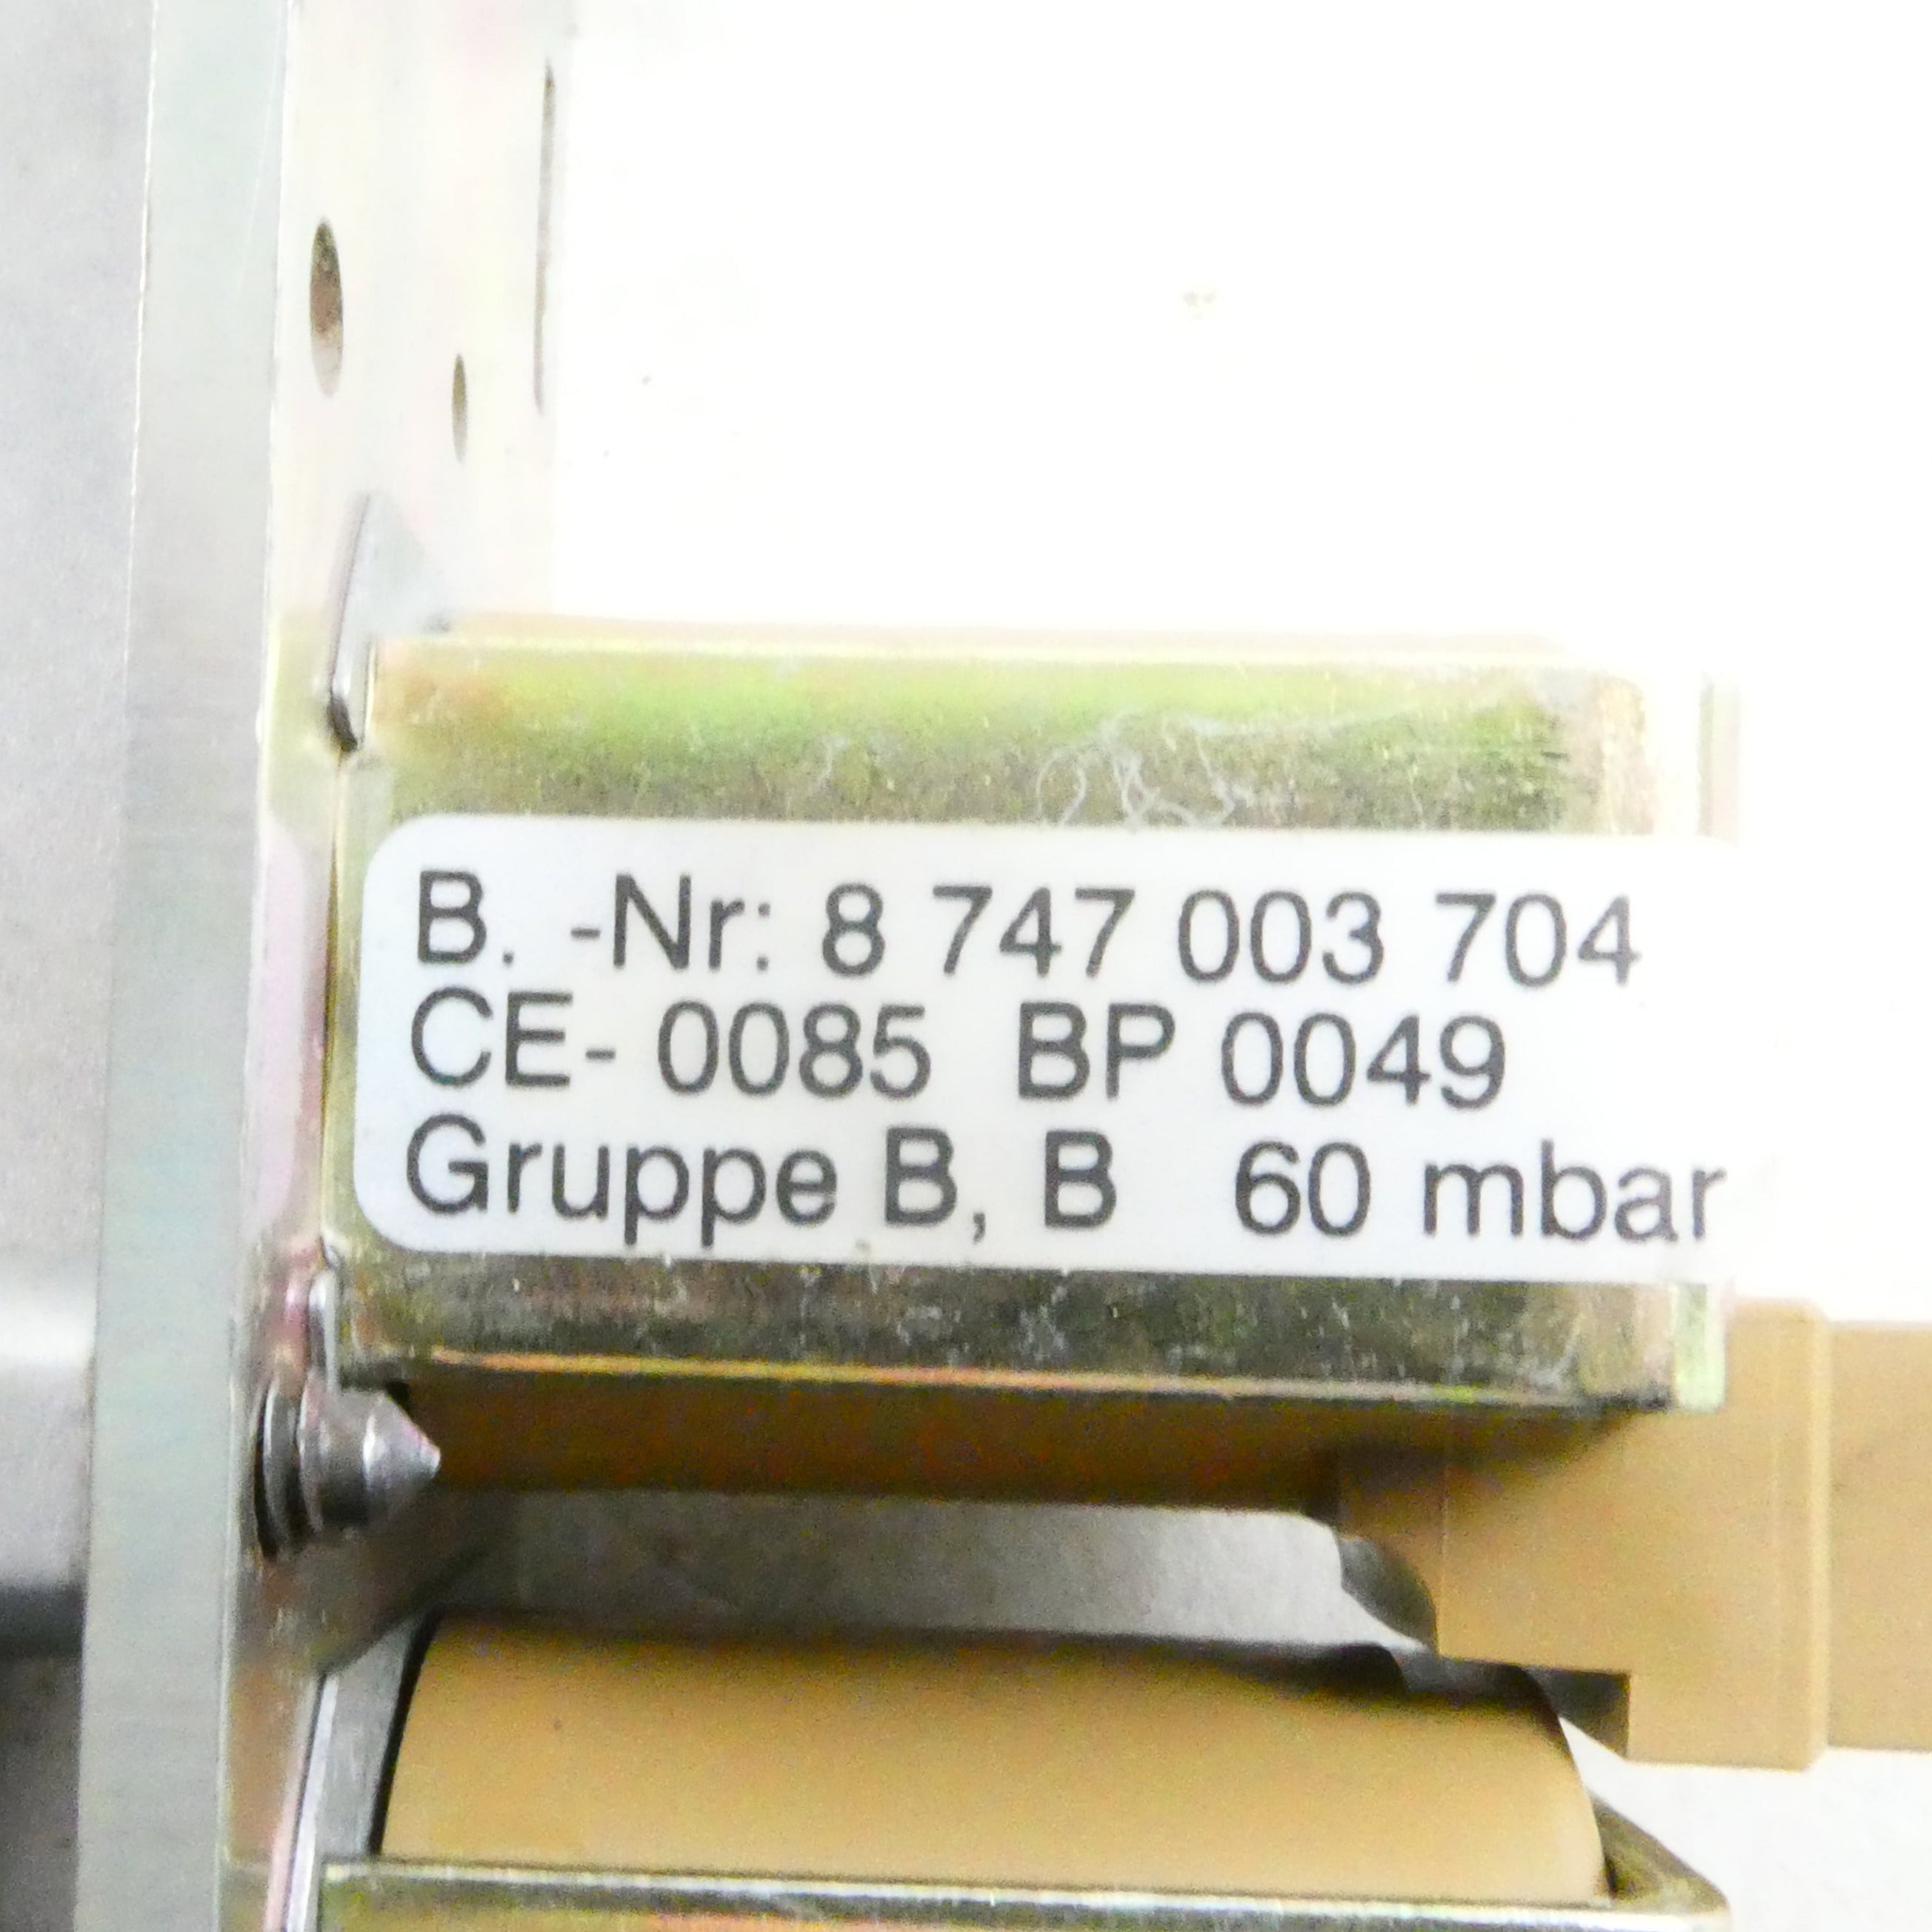 B. -Nr: 8 747 003 704
CE- 0085 BP 0049
Gruppe B, B 60 mbar